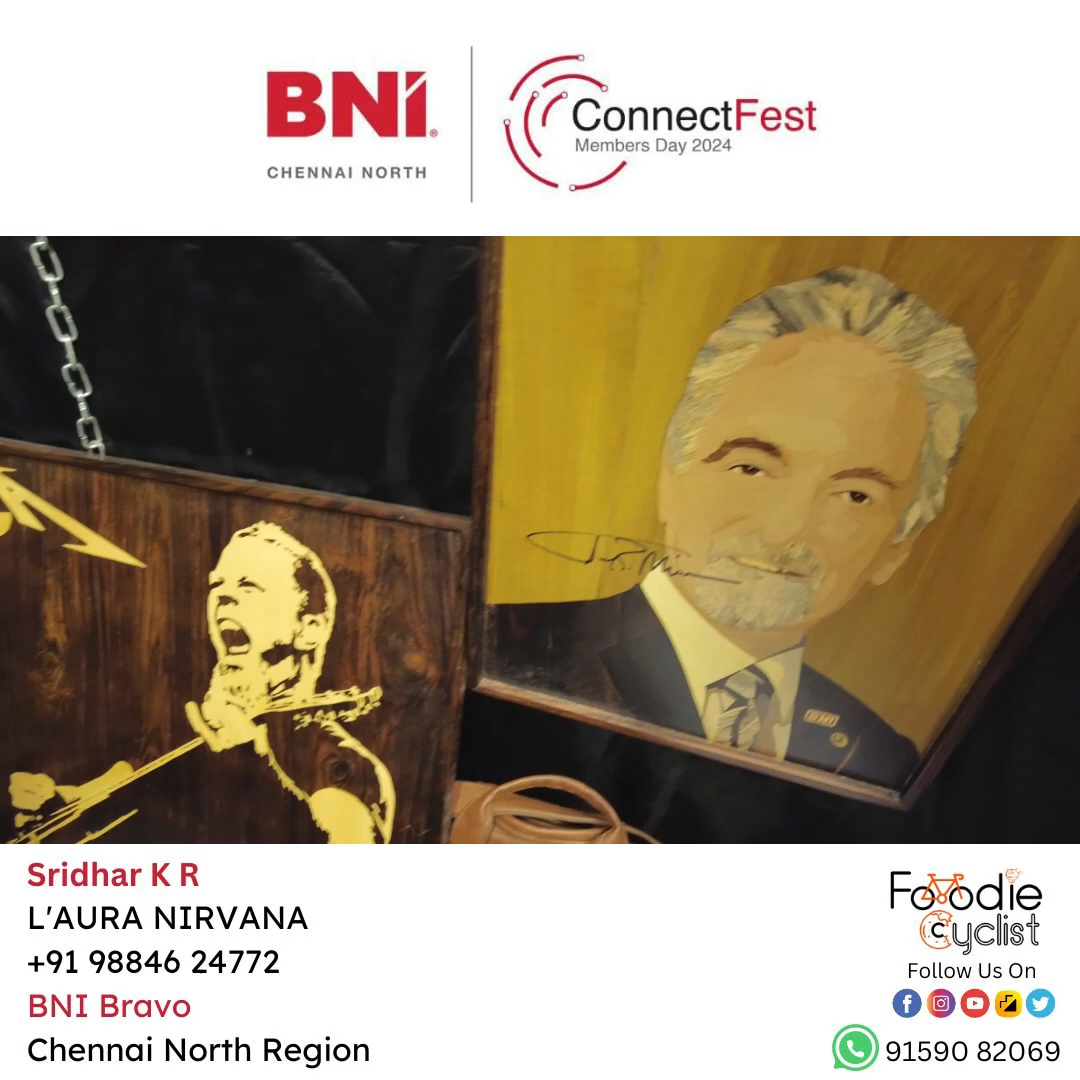 BNI®
CHENNAI NORTH
ConnectFest
Members Day 2024
BNI
Sridhar K R
L'AURA NIRVANA
+91 98846 24772
BNI Bravo
Chennai North Region
Foodie
Cyclist
Follow Us On
91590 82069